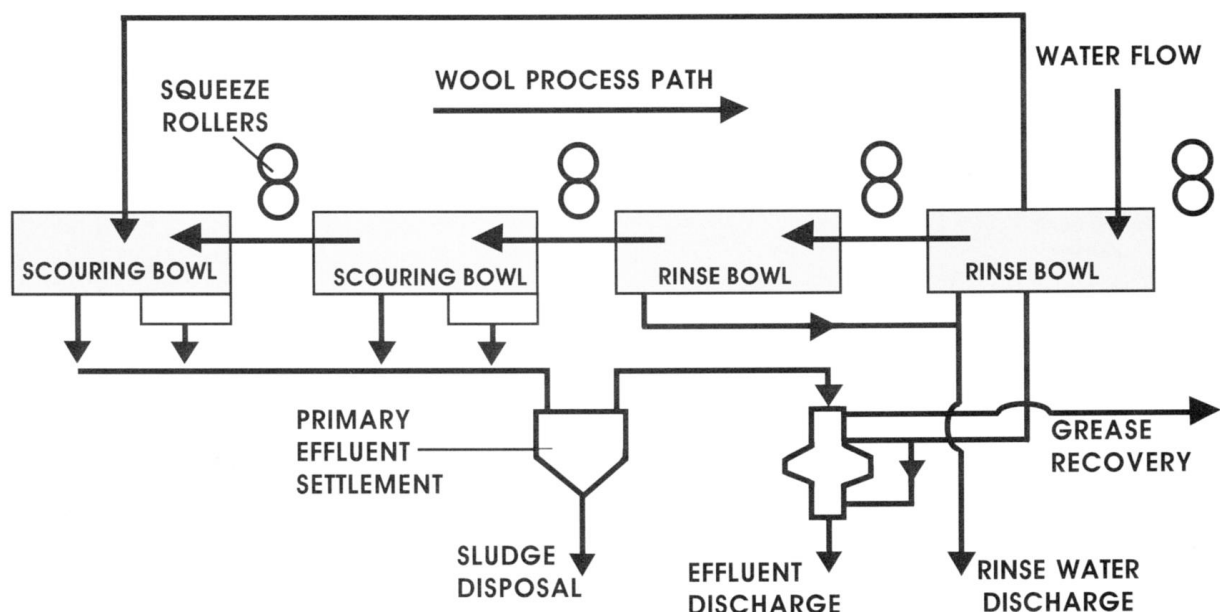 WATER FLOW
WOOL PROCESS PATH
SQUEEZE
ROLLERS
SCOURING BOWL
SCOURING BOWL
RINSE BOWL
RINSE BOWL
PRIMARY
EFFLUENT
SETTLEMENT
GREASE
RECOVERY
SLUDGE
DISPOSAL
EFFLUENT
DISCHARGE
RINSE WATER
DISCHARGE